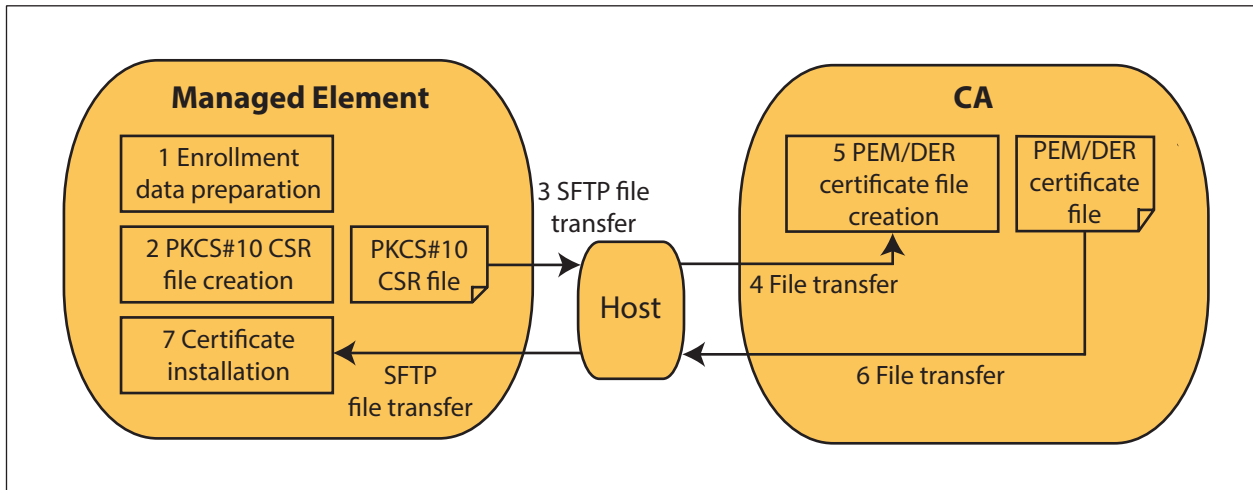 Managed Element
1 Enrollment
data preparation
2 PKCS#10 CSR
file creation
PKCS#10
CSR file
7 Certificate
installation
3 SFTP file
transfer
Host
SFTP
file transfer
CA
5 PEM/DER
certificate file
creation
PEM/DER
certificate
file
4 File transfer
6 File transfer